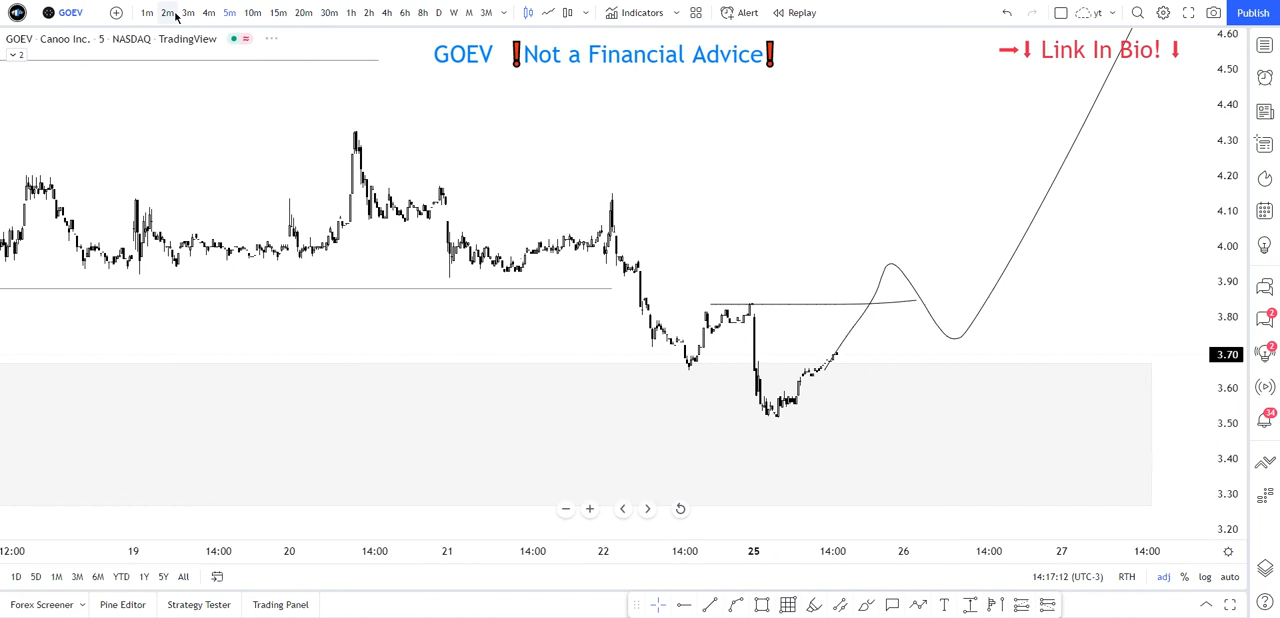 GOEV 1m 2m 3m 4m 5m 10m 15m 20m 30m 1h 2h 4h 6h 8h D W M 3M Indicators Alert Replay yt Publish
GOEV · Canoo Inc. · 5 · NASDAQ · TradingView
2
GOEV ❗Not a Financial Advice❗
→↓ Link In Bio! ↓
4.60
4.50
4.40
4.30
4.20
4.10
4.00
3.90
3.80
3.70
3.60
3.50
3.40
3.30
3.20
2
2
34
12:00 19 14:00 20 14:00 21 14:00 22 14:00 25 14:00 26 14:00 27 14:00
1D 5D 1M 3M 6M YTD 1Y 5Y All 14:17:12 (UTC-3) RTH adj % log auto
Forex Screener Pine Editor Strategy Tester Trading Panel